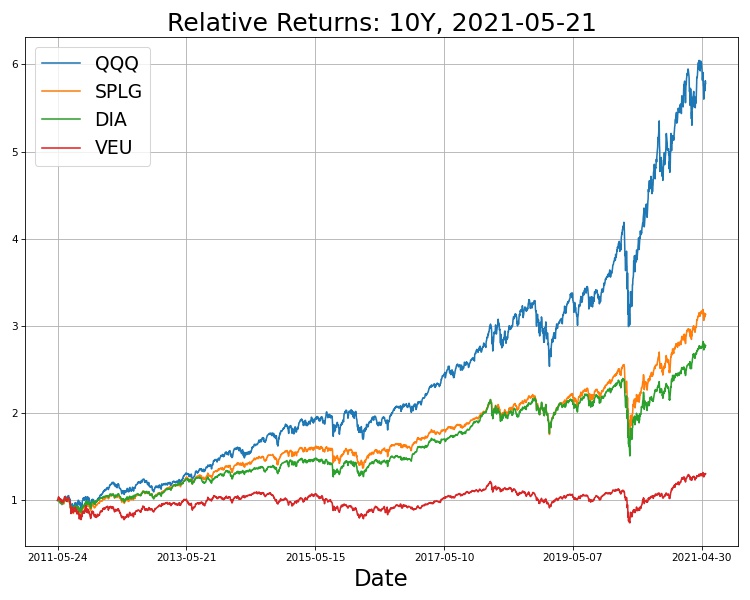 Relative Returns: 10Y, 2021-05-21
QQQ
SPLG
DIA
VEU
6
5
4
3
2
1
2011-05-24
2013-05-21
2015-05-15
2017-05-10
2019-05-07
2021-04-30
Date